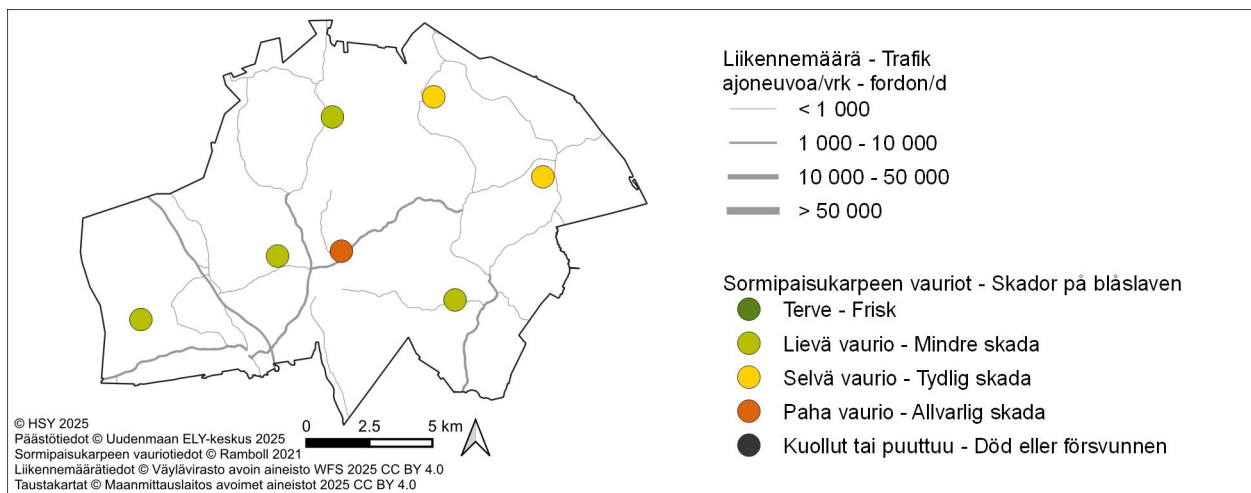 Liikennemäärä - Trafik
ajoneuvoa/vrk - fordon/d
< 1 000
1 000 - 10 000
10 000 - 50 000
> 50 000
Sormipaisukarpeen vauriot - Skador på blåslaven
Terve - Frisk
Lievä vaurio - Mindre skada
Selvä vaurio - Tydlig skada
Paha vaurio - Allvarlig skada
Kuollut tai puuttuu - Död eller försvunnen
© HSY 2025
Päästötiedot © Uudenmaan ELY-keskus 2025
Sormipaisukarpeen vauriotiedot © Ramboll 2021
Liikennemäärätiedot © Väylävirasto avoin aineisto WFS 2025 CC BY 4.0
Taustakartat © Maanmittauslaitos avoimet aineistot 2025 CC BY 4.0
0 2.5 5 km